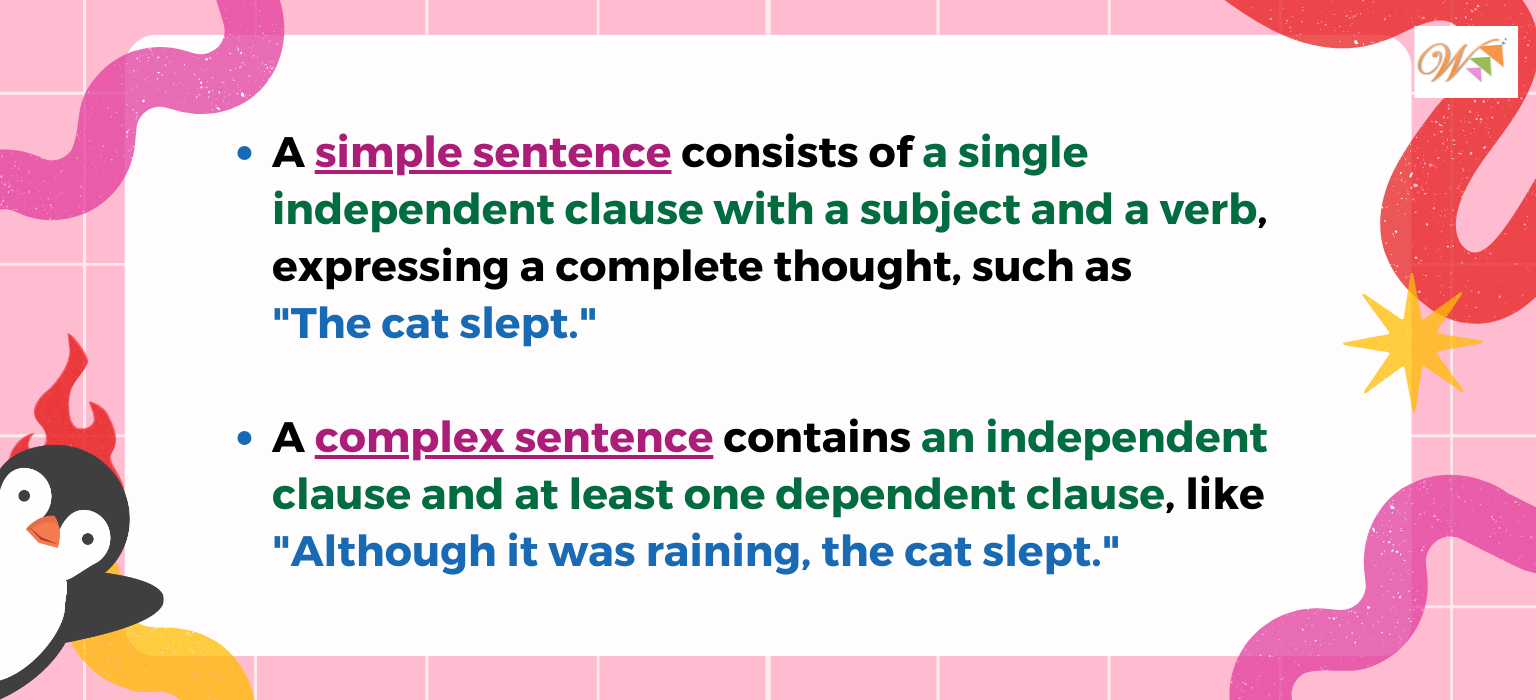 W
• A simple sentence consists of a single
independent clause with a subject and a verb,
expressing a complete thought, such as
"The cat slept."
• A complex sentence contains an independent
clause and at least one dependent clause, like
"Although it was raining, the cat slept."